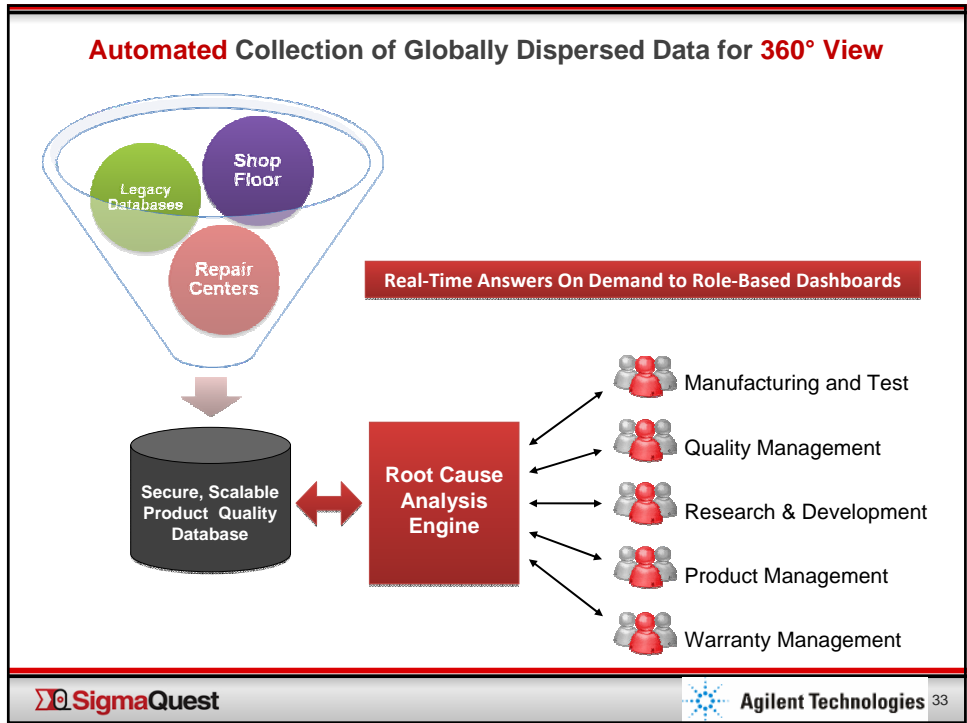 Automated Collection of Globally Dispersed Data for 360° View
Shop
Floor
Legacy
Databases
Repair
Centers
Real-Time Answers On Demand to Role-Based Dashboards
Secure, Scalable
Product Quality
Database
Root Cause
Analysis
Engine
Manufacturing and Test
Quality Management
Research & Development
Product Management
Warranty Management
SigmaQuest
Agilent Technologies
33